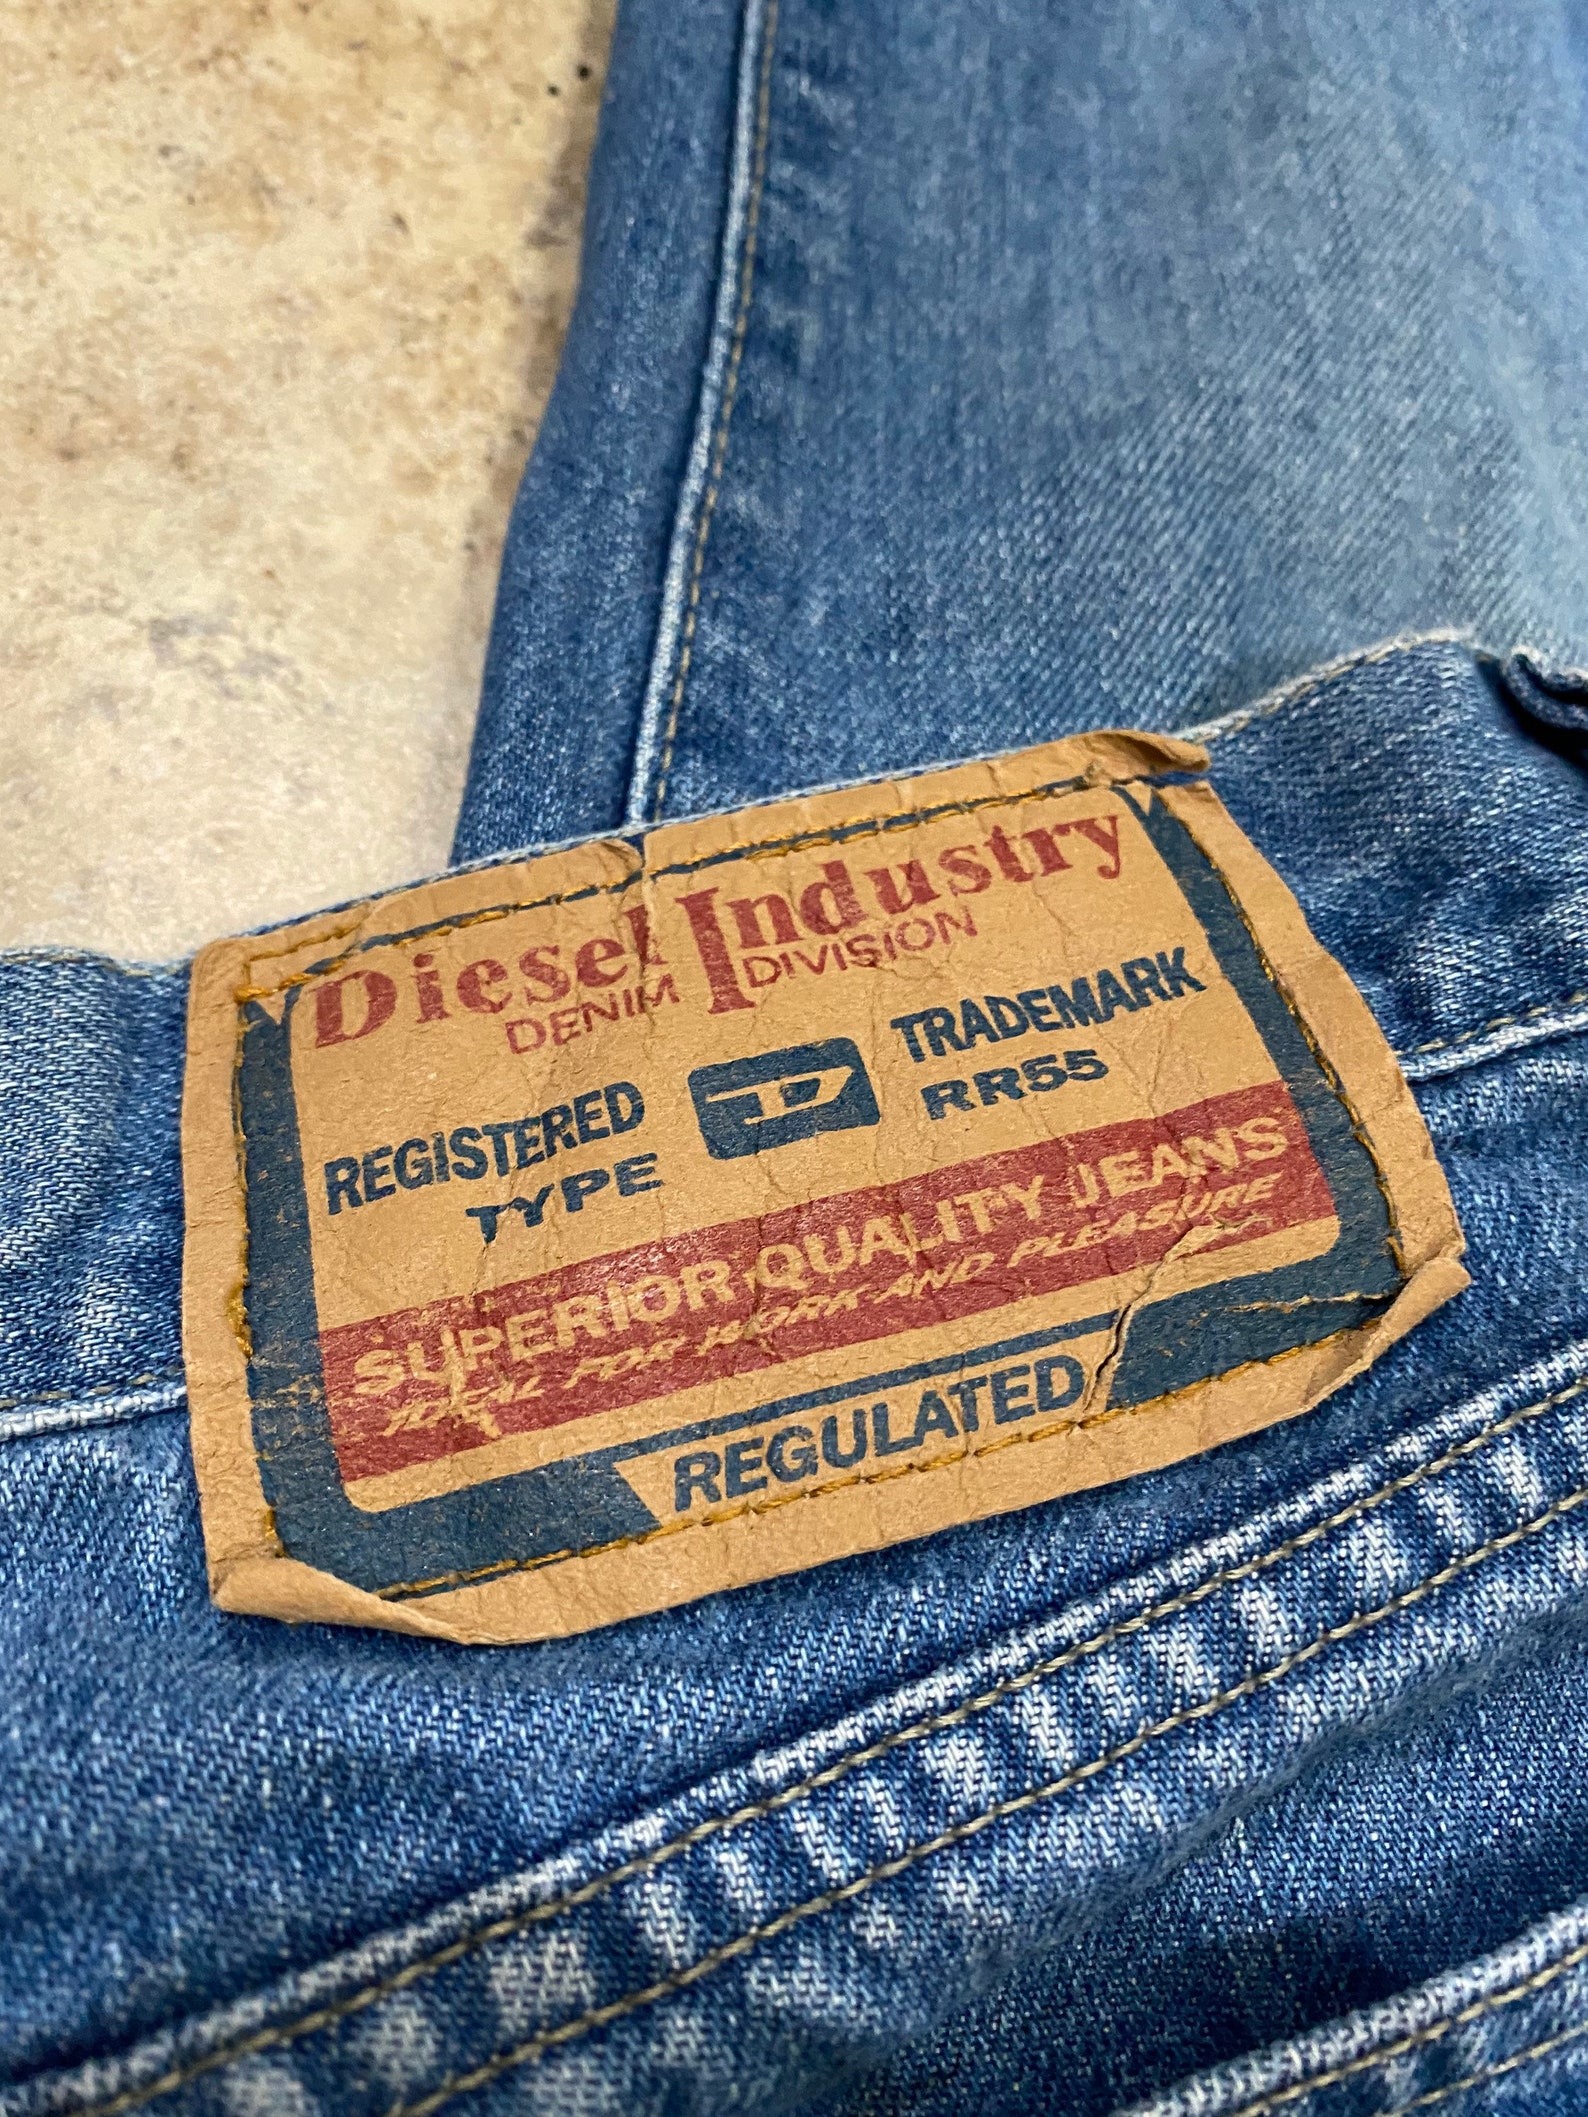 Diesel Industry
DENIM DIVISION
REGISTERED D TRADEMARK
TYPE RR55
SUPERIOR QUALITY JEANS
IDEAL FOR WORK AND PLEASURE
REGULATED